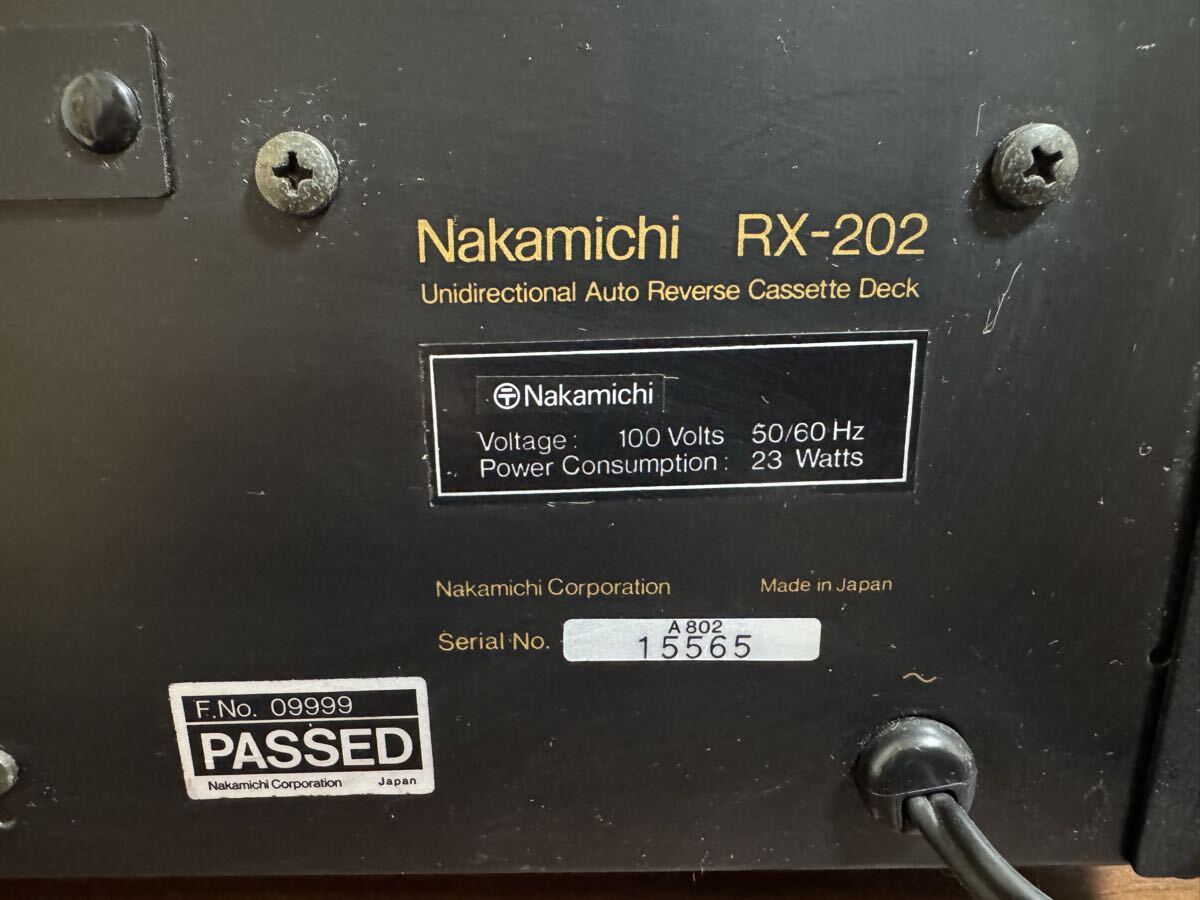 Nakamichi RX-202
Unidirectional Auto Reverse Cassette Deck
Nakamichi
Voltage: 100 Volts 50/60 Hz
Power Consumption: 23 Watts
Nakamichi Corporation Made in Japan
A802
Serial No. 15565
~
F.No. 09999
PASSED
Nakamichi Corporation Japan